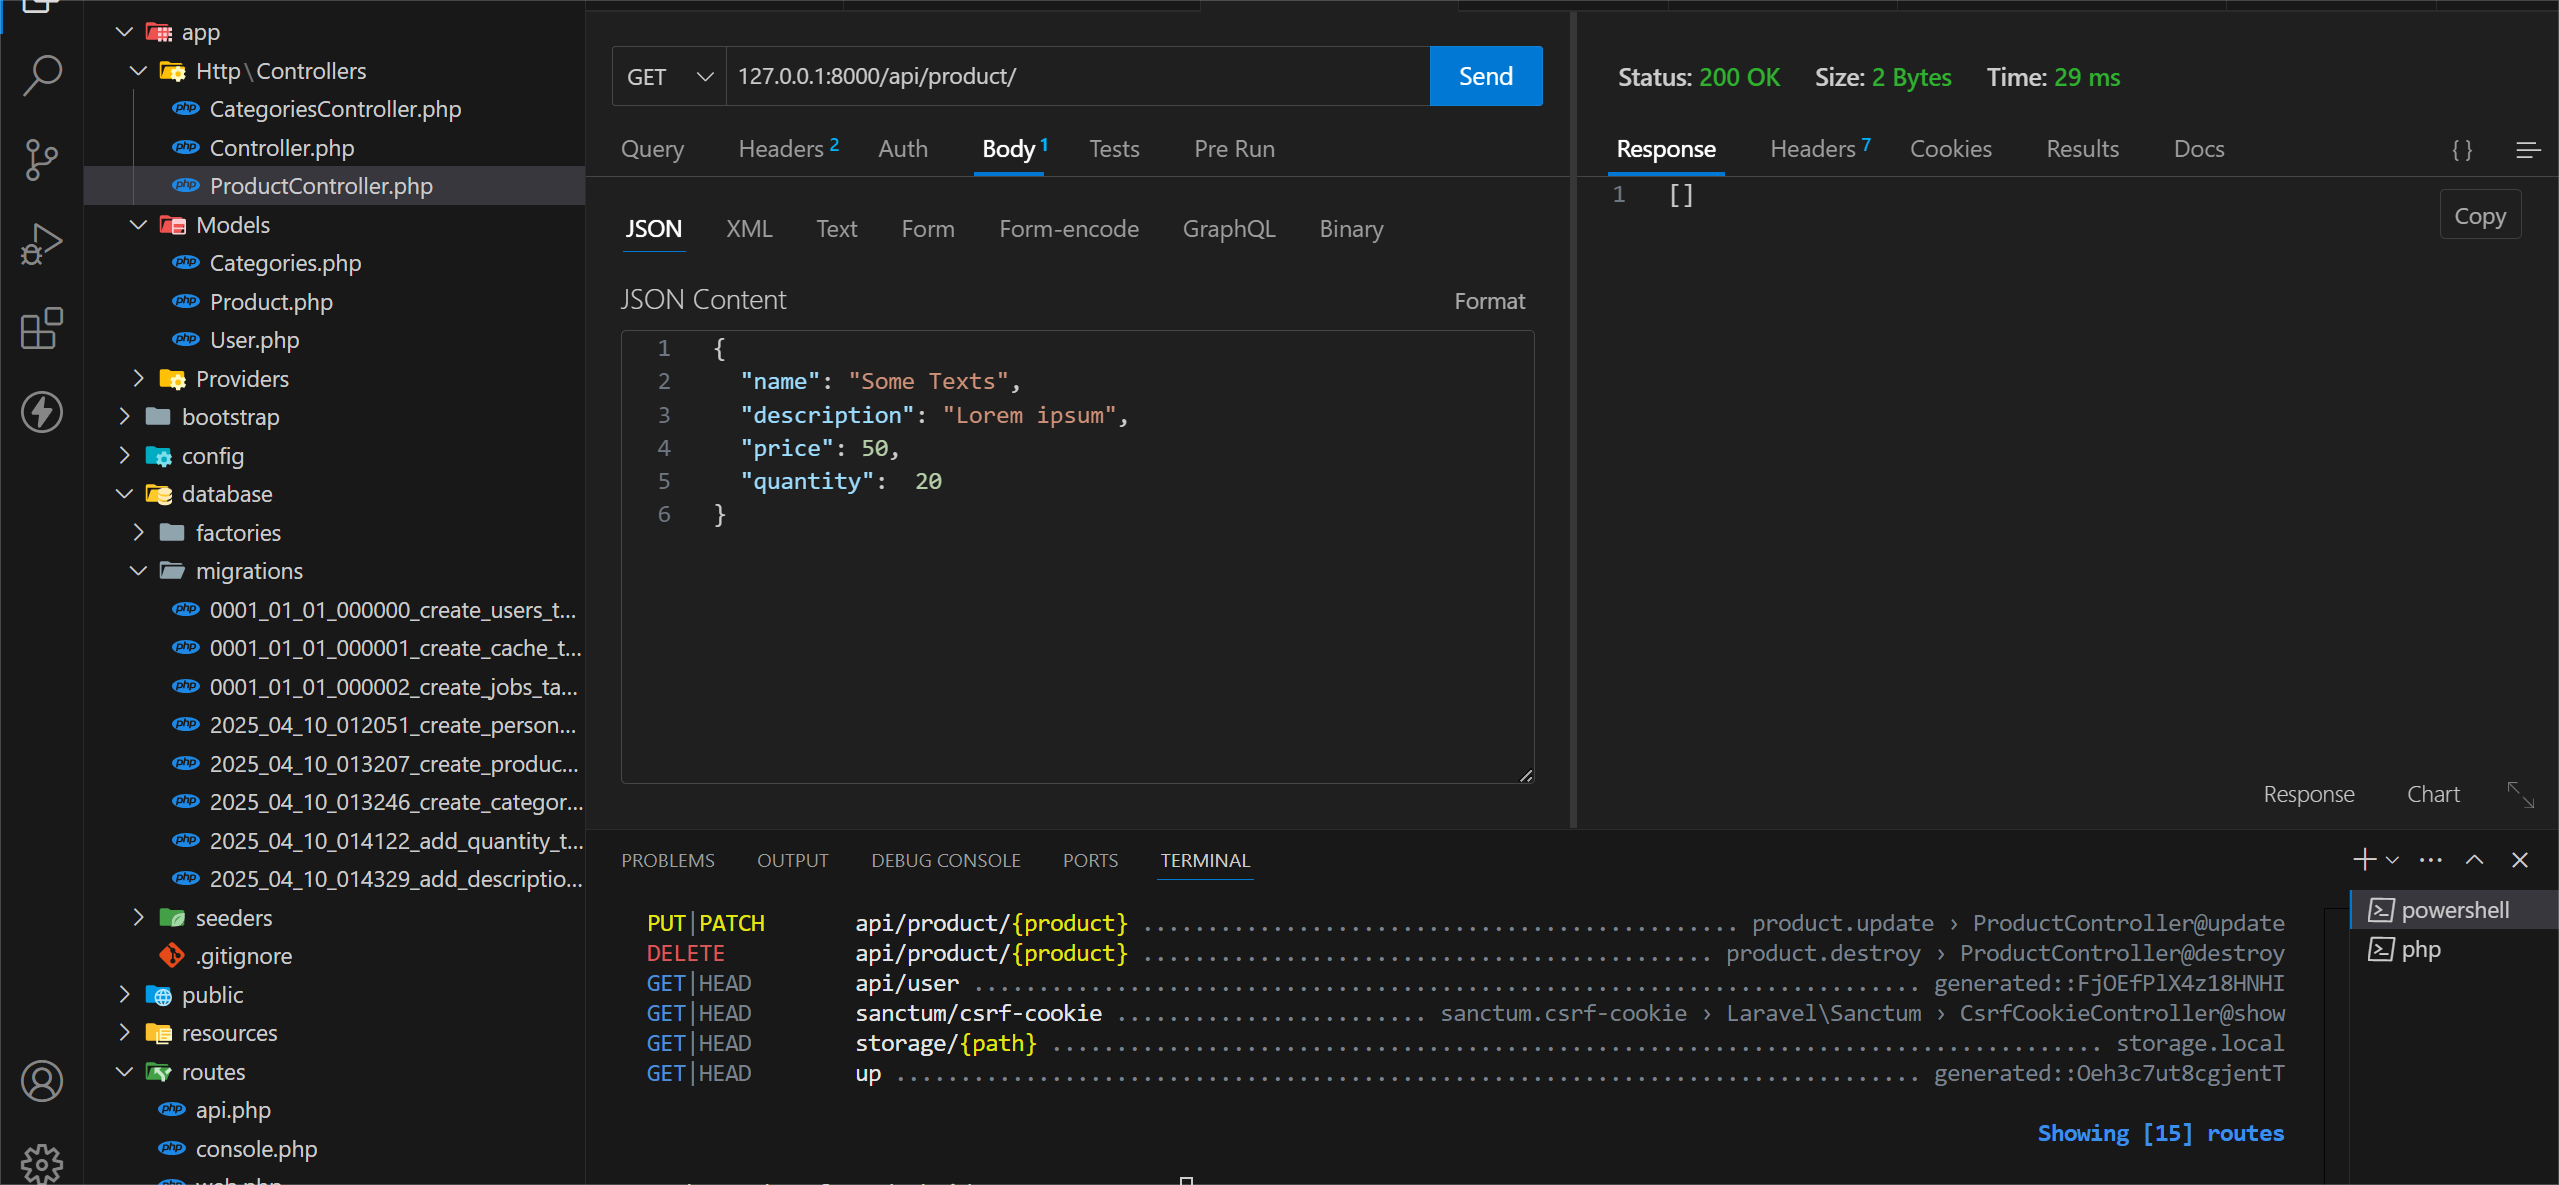 app
Http\Controllers
CategoriesController.php
Controller.php
ProductController.php
Models
Categories.php
Product.php
User.php
Providers
bootstrap
config
database
factories
migrations
0001_01_01_000000_create_users_t...
0001_01_01_000001_create_cache_t...
0001_01_01_000002_create_jobs_ta...
2025_04_10_012051_create_person...
2025_04_10_013207_create_produc...
2025_04_10_013246_create_categor...
2025_04_10_014122_add_quantity_t...
2025_04_10_014329_add_descriptio...
seeders
.gitignore
public
resources
routes
api.php
console.php
web.php
GET 127.0.0.1:8000/api/product/ Send
Query Headers 2 Auth Body 1 Tests Pre Run
JSON XML Text Form Form-encode GraphQL Binary
JSON Content Format
1 {
2 "name": "Some Texts",
3 "description": "Lorem ipsum",
4 "price": 50,
5 "quantity":  20
6 }
Status: 200 OK Size: 2 Bytes Time: 29 ms
Response Headers 7 Cookies Results Docs {}
1 []
Copy
Response Chart
PROBLEMS OUTPUT DEBUG CONSOLE PORTS TERMINAL
PUT|PATCH api/product/{product} .............................................. product.update › ProductController@update
DELETE api/product/{product} ............................................ product.destroy › ProductController@destroy
GET|HEAD api/user ......................................................................... generated::FjOEfPlX4z18HNHI
GET|HEAD sanctum/csrf-cookie ........................ sanctum.csrf-cookie › Laravel\Sanctum › CsrfCookieController@show
GET|HEAD storage/{path} ................................................................................. storage.local
GET|HEAD up ............................................................................... generated::Oeh3c7ut8cgjentT
Showing [15] routes
powershell
php